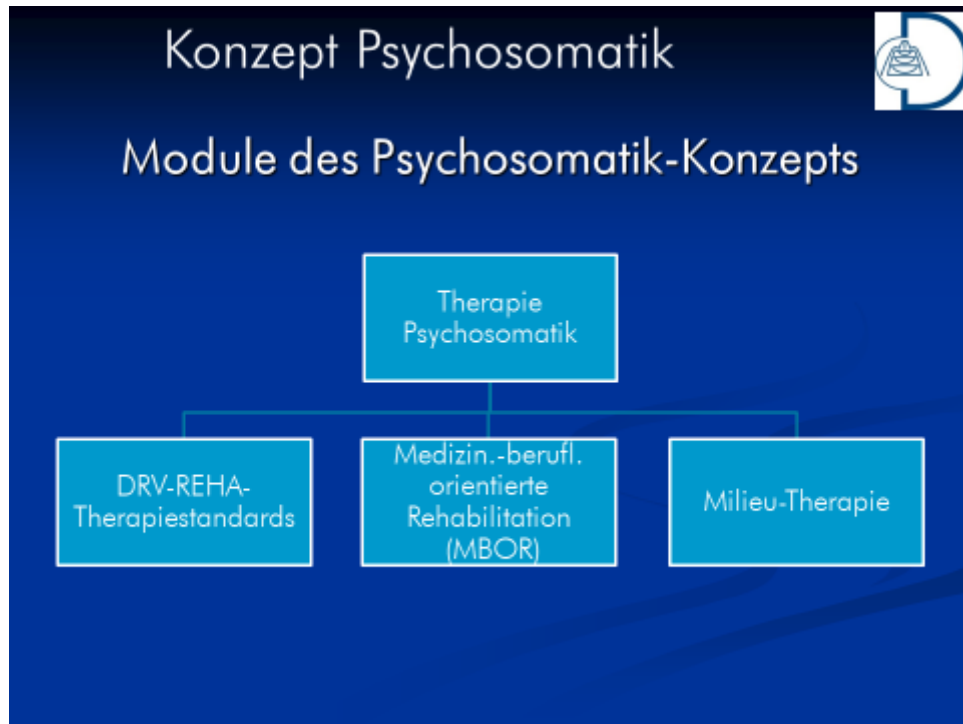 Konzept Psychosomatik
Module des Psychosomatik-Konzepts
Therapie
Psychosomatik
DRV-REHA-
Therapiestandards
Medizin.-berufl.
orientierte
Rehabilitation
(MBOR)
Milieu-Therapie